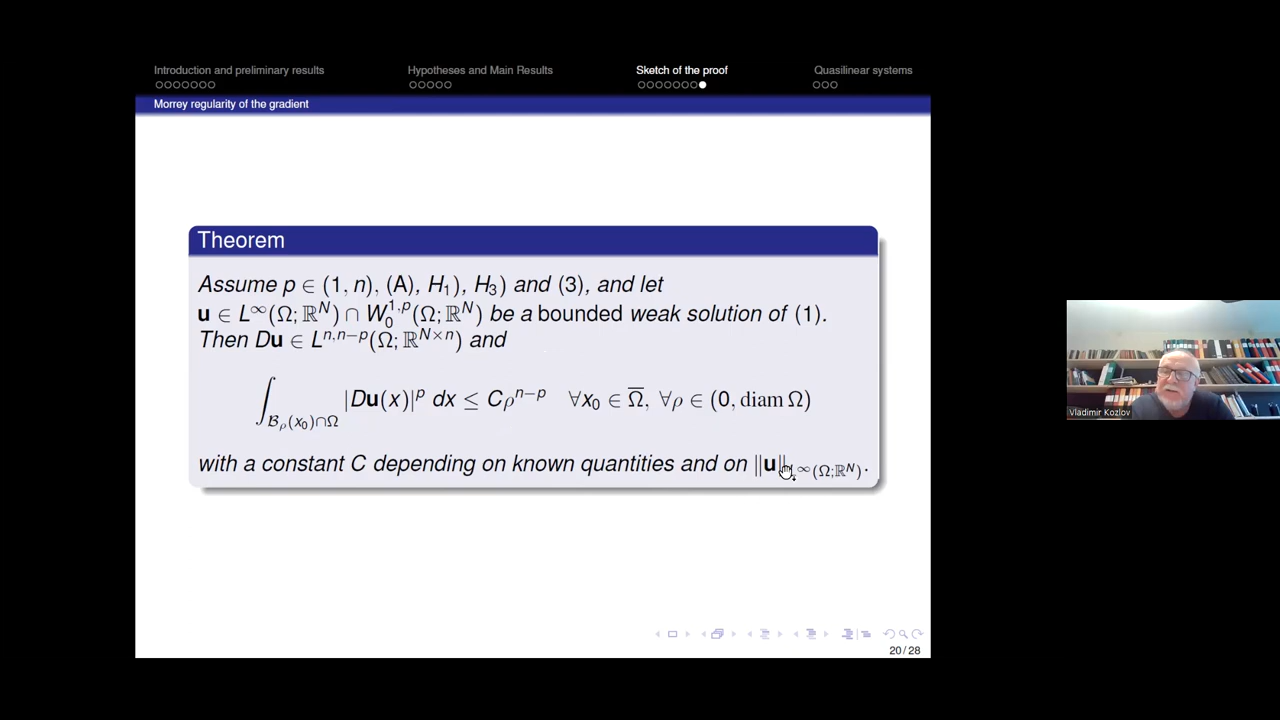 Introduction and preliminary results Hypotheses and Main Results Sketch of the proof Quasilinear systems
Morrey regularity of the gradient
Theorem
Assume p ∈ (1, n), (A), H₁), H₃) and (3), and let
u ∈ L^∞(Ω; ℝ^N) ∩ W_0^{1,p}(Ω; ℝ^N) be a bounded weak solution of (1).
Then Du ∈ L^{n,n−p}(Ω; ℝ^{N×n}) and
∫_{B_ρ(x₀)∩Ω} |Du(x)|^p dx ≤ Cρ^{n−p} ∀x₀ ∈ Ω̅, ∀ρ ∈ (0, diam Ω)
with a constant C depending on known quantities and on ‖u‖_{L^∞(Ω;ℝ^N)}.
Vladimir Kozlov
20 / 28